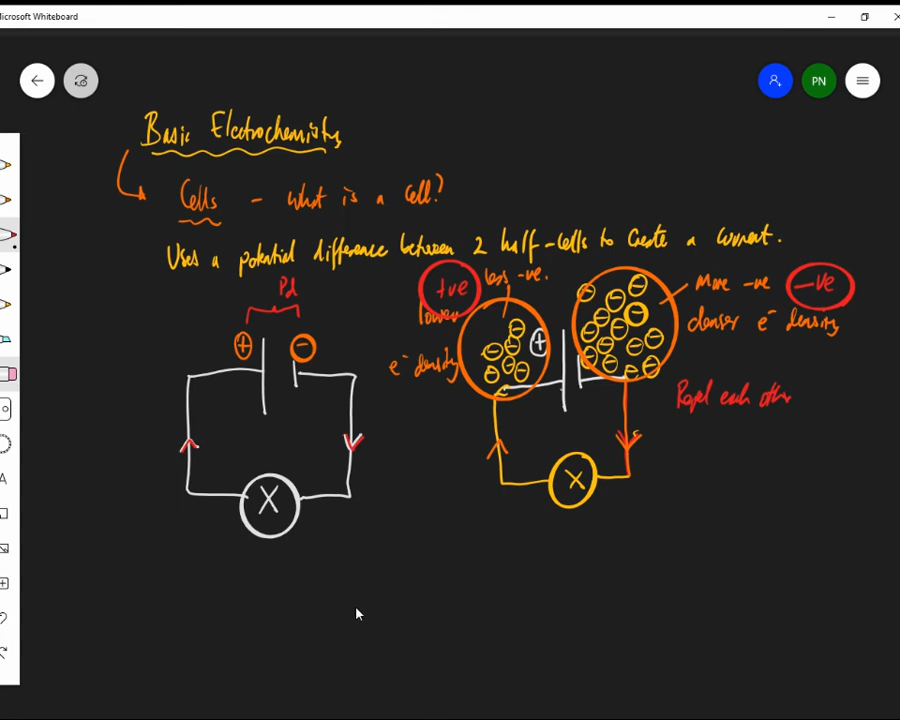 Microsoft Whiteboard
PN
Basic Electrochemistry
Cells - What is a Cell?
Uses a potential difference between 2 half-cells to create a current.
Pd
+ −
+ve
less -ve.
lower
e⁻ density
+
More -ve
-ve
denser e⁻ density
Repel each other
X
X
A